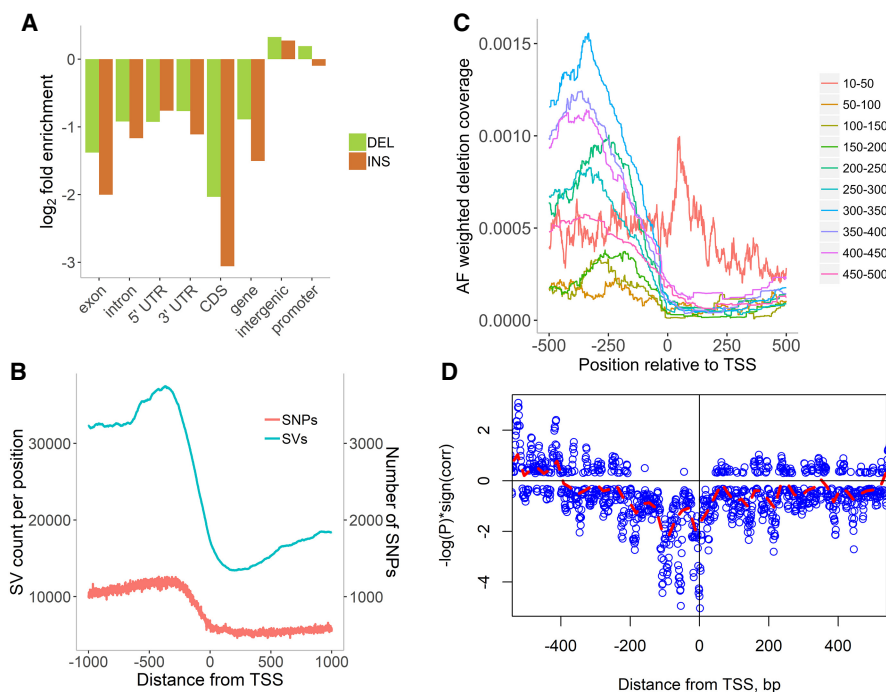 A
log2 fold enrichment
0
-1
-2
-3
exon
intron
5' UTR
3' UTR
CDS
gene
intergenic
promoter
DEL
INS
B
SV count per position
30000
20000
10000
-1000
-500
0
500
1000
Distance from TSS
3000
2000
1000
Number of SNPs
SNPs
SVs
C
AF weighted deletion coverage
0.0015
0.0010
0.0005
0.0000
-500
-250
0
250
500
Position relative to TSS
10-50
50-100
100-150
150-200
200-250
250-300
300-350
350-400
400-450
450-500
D
-log(P)*sign(corr)
2
0
-2
-4
-400
-200
0
200
400
Distance from TSS, bp